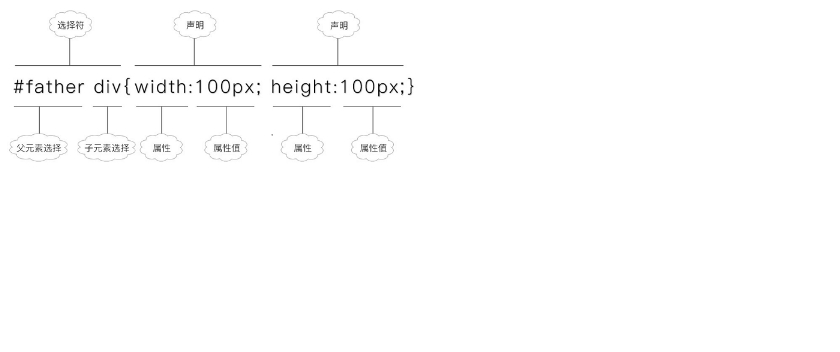 选择符 声明 声明
#father div{width:100px; height:100px;}
父元素选择 子元素选择 属性 属性值 属性 属性值